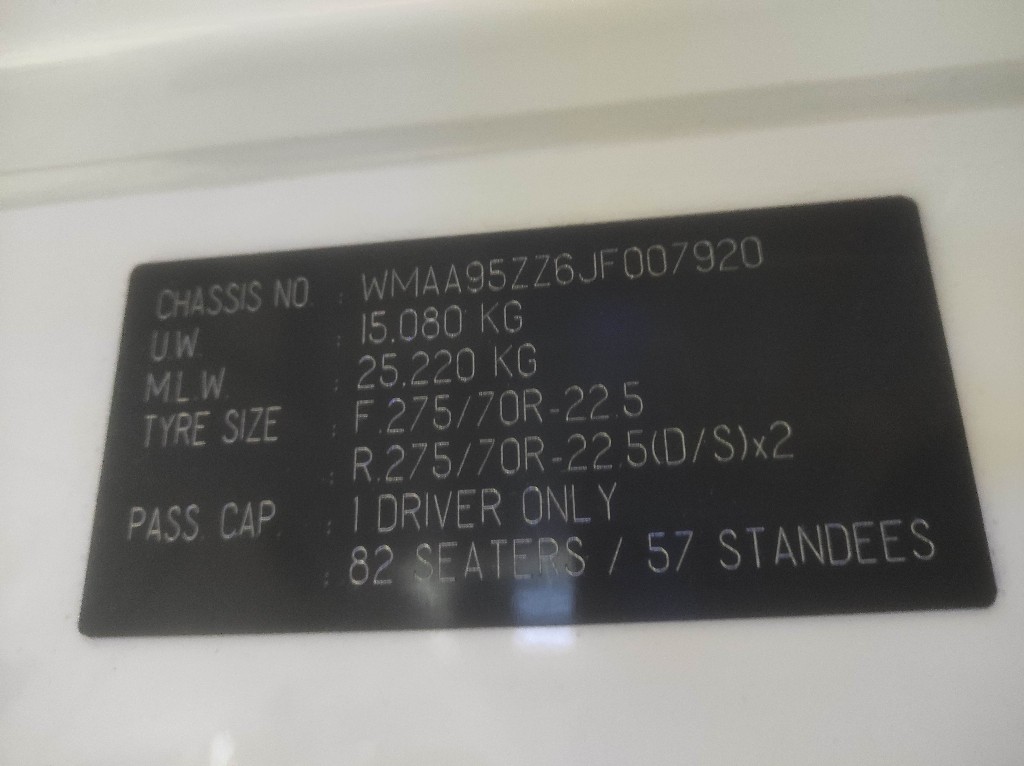 CHASSIS NO. : WMAA95ZZ6JF007920
U.W. : 15.080 KG
M.L.W. : 25.220 KG
TYRE SIZE : F.275/70R-22.5
: R.275/70R-22.5(D/S)x2
PASS. CAP. : 1 DRIVER ONLY
: 82 SEATERS / 57 STANDEES